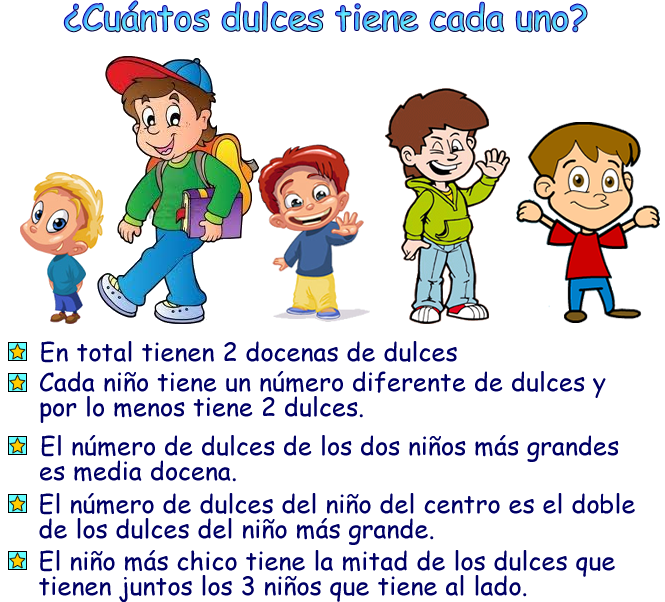 ¿Cuántos dulces tiene cada uno?
En total tienen 2 docenas de dulces
Cada niño tiene un número diferente de dulces y
por lo menos tiene 2 dulces.
El número de dulces de los dos niños más grandes
es media docena.
El número de dulces del niño del centro es el doble
de los dulces del niño más grande.
El niño más chico tiene la mitad de los dulces que
tienen juntos los 3 niños que tiene al lado.